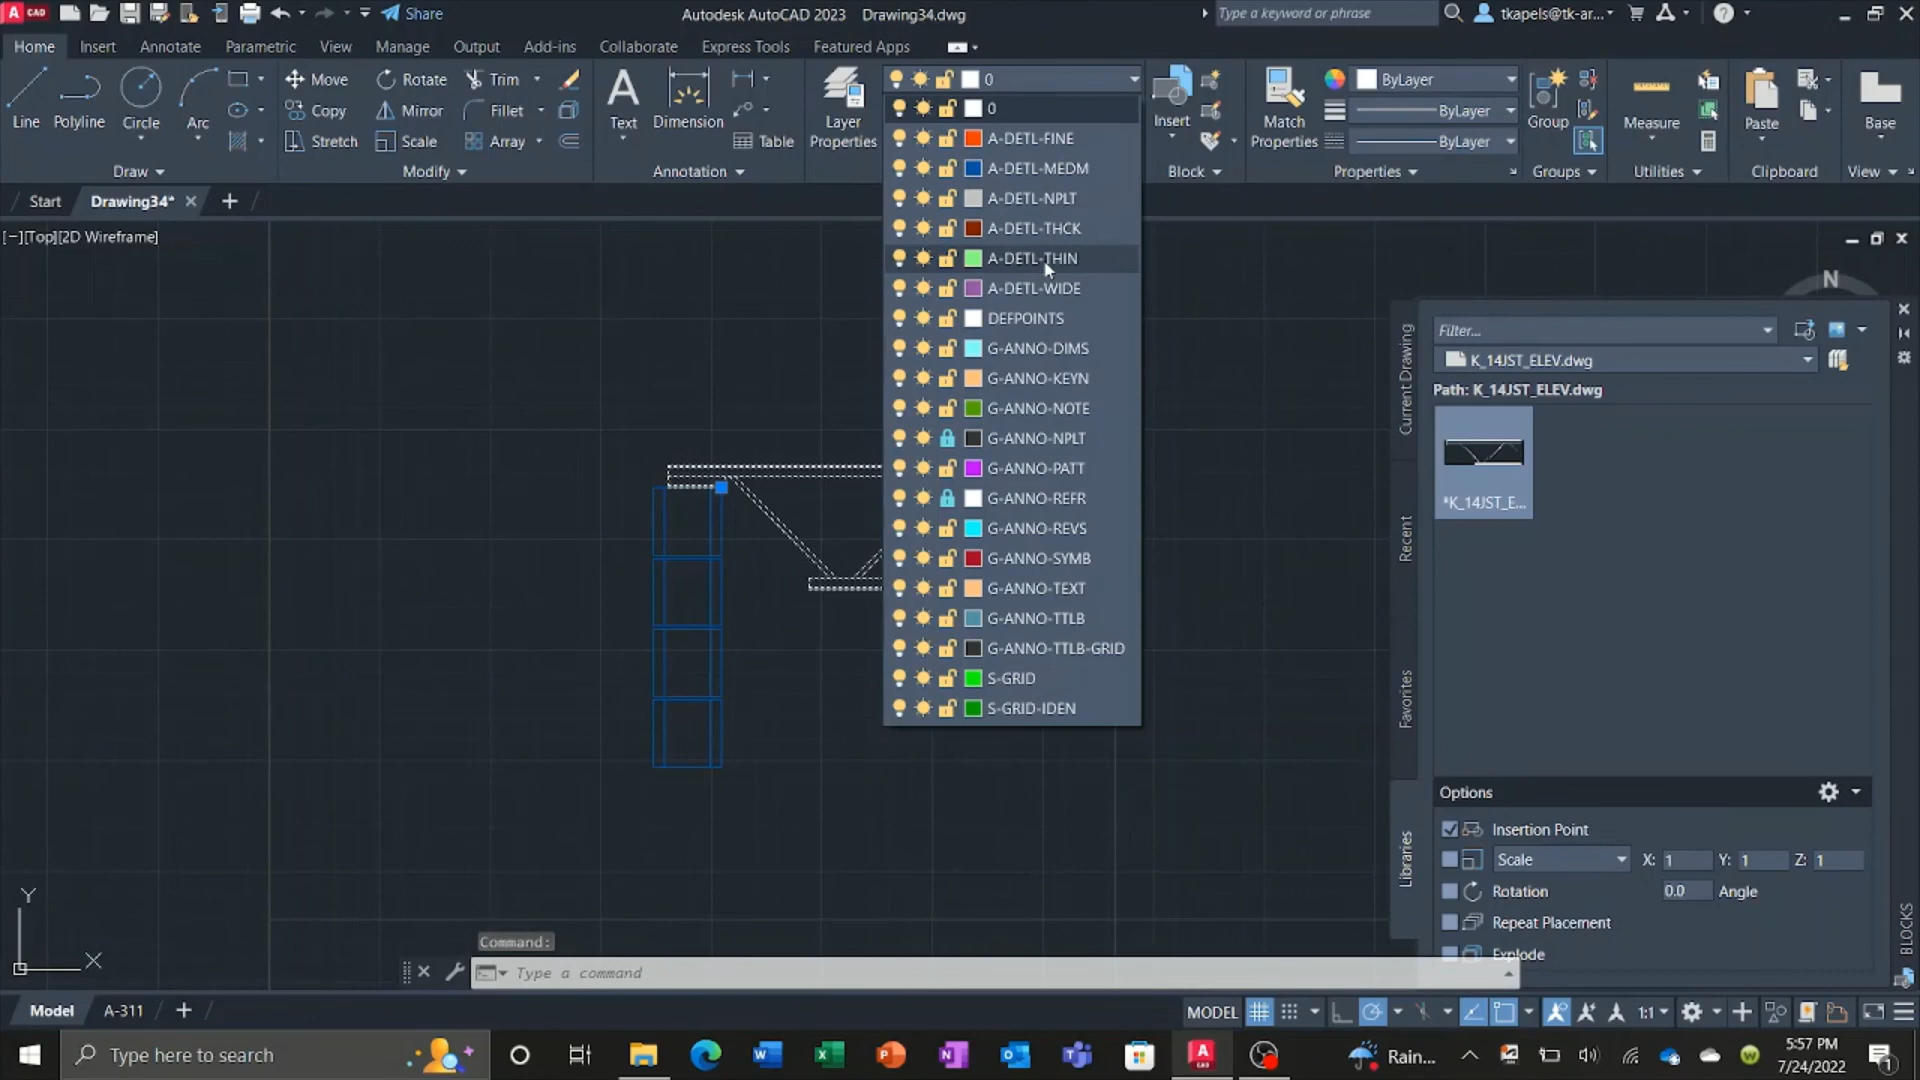 CAD
Share
Autodesk AutoCAD 2023 Drawing34.dwg
Type a keyword or phrase
tkapels@tk-ar...
Home Insert Annotate Parametric View Manage Output Add-ins Collaborate Express Tools Featured Apps
Line Polyline Circle Arc
Move Rotate Trim
Copy Mirror Fillet
Stretch Scale Array
Text Dimension Table
Layer Properties
0
Insert
Match Properties
ByLayer
ByLayer
ByLayer
Group
Measure
Paste
Base
Draw Modify Annotation Block Properties Groups Utilities Clipboard View
0
A-DETL-FINE
A-DETL-MEDM
A-DETL-NPLT
A-DETL-THCK
A-DETL-THIN
A-DETL-WIDE
DEFPOINTS
G-ANNO-DIMS
G-ANNO-KEYN
G-ANNO-NOTE
G-ANNO-NPLT
G-ANNO-PATT
G-ANNO-REFR
G-ANNO-REVS
G-ANNO-SYMB
G-ANNO-TEXT
G-ANNO-TTLB
G-ANNO-TTLB-GRID
S-GRID
S-GRID-IDEN
Start Drawing34*
[−][Top][2D Wireframe]
N
Filter...
K_14JST_ELEV.dwg
Path: K_14JST_ELEV.dwg
*K_14JST_E...
Current Drawing
Recent
Favorites
Libraries
Options
Insertion Point
Scale X: 1 Y: 1 Z: 1
Rotation 0.0 Angle
Repeat Placement
Explode
BLOCKS
Y
X
Command:
Type a command
Model A-311
MODEL
1:1
Type here to search
Rain...
5:57 PM
7/24/2022
1